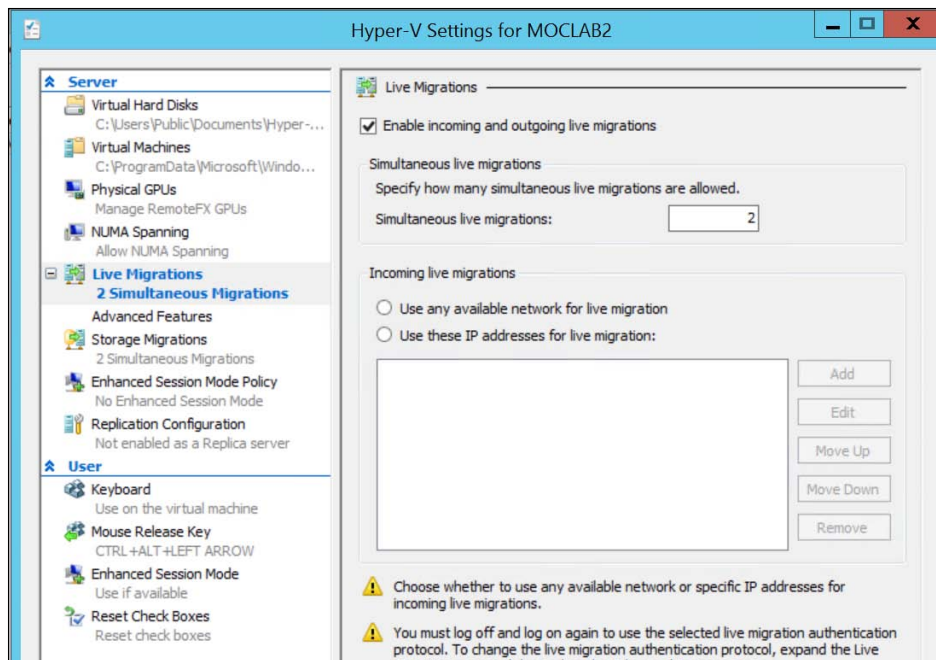 Hyper-V Settings for MOCLAB2
Server
Virtual Hard Disks
C:\Users\Public\Documents\Hyper-...
Virtual Machines
C:\ProgramData\Microsoft\Windo...
Physical GPUs
Manage RemoteFX GPUs
NUMA Spanning
Allow NUMA Spanning
Live Migrations
2 Simultaneous Migrations
Advanced Features
Storage Migrations
2 Simultaneous Migrations
Enhanced Session Mode Policy
No Enhanced Session Mode
Replication Configuration
Not enabled as a Replica server
User
Keyboard
Use on the virtual machine
Mouse Release Key
CTRL+ALT+LEFT ARROW
Enhanced Session Mode
Use if available
Reset Check Boxes
Reset check boxes
Live Migrations
Enable incoming and outgoing live migrations
Simultaneous live migrations
Specify how many simultaneous live migrations are allowed.
Simultaneous live migrations: 2
Incoming live migrations
Use any available network for live migration
Use these IP addresses for live migration:
Add
Edit
Move Up
Move Down
Remove
Choose whether to use any available network or specific IP addresses for
incoming live migrations.
You must log off and log on again to use the selected live migration authentication
protocol. To change the live migration authentication protocol, expand the Live